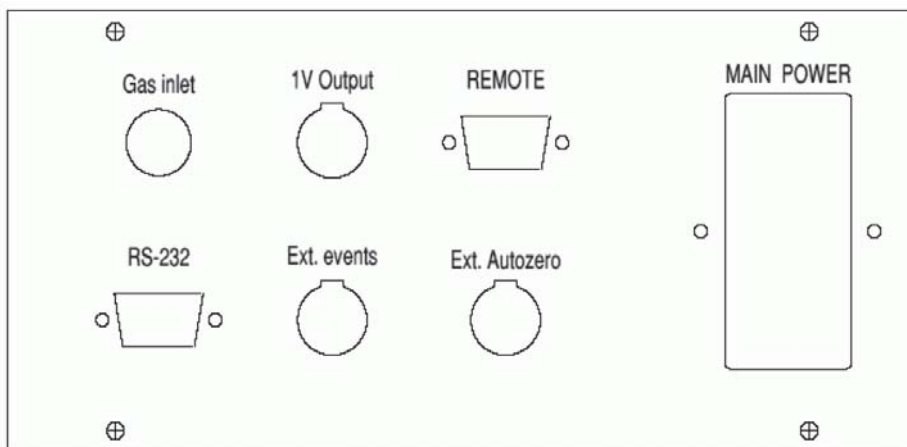 Gas inlet
1V Output
REMOTE
MAIN POWER
RS-232
Ext. events
Ext. Autozero